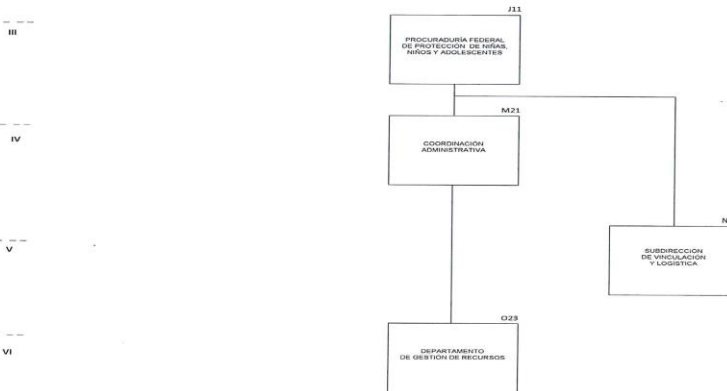 J11
III
PROCURADURÍA FEDERAL
DE PROTECCIÓN DE NIÑAS,
NIÑOS Y ADOLESCENTES
M21
IV
COORDINACIÓN
ADMINISTRATIVA
N
V
SUBDIRECCIÓN
DE VINCULACIÓN
Y LOGÍSTICA
O23
VI
DEPARTAMENTO
DE GESTIÓN DE RECURSOS